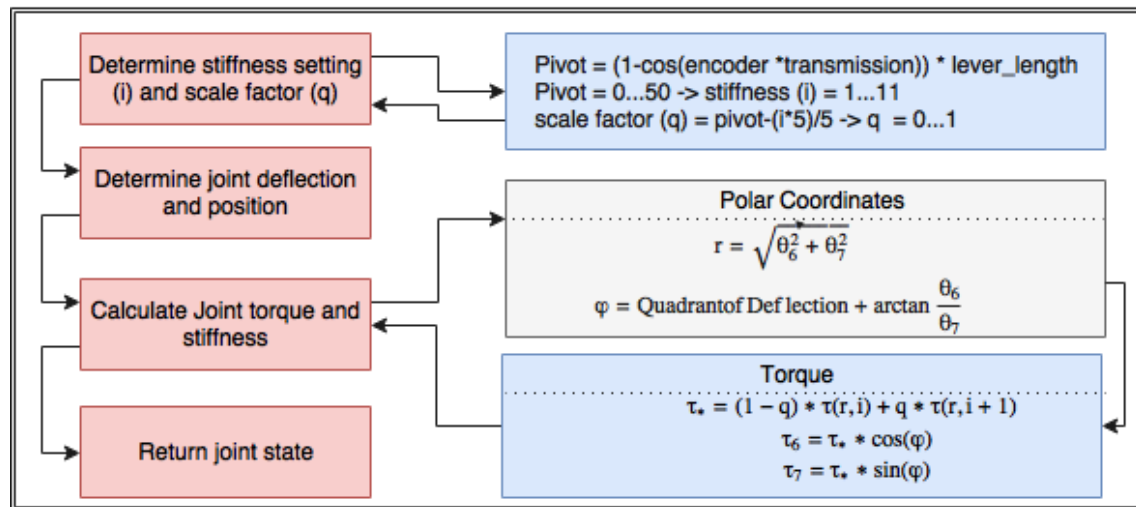 Determine stiffness setting
(i) and scale factor (q)
Pivot = (1-cos(encoder *transmission)) * lever_length
Pivot = 0...50 -> stiffness (i) = 1...11
scale factor (q) = pivot-(i*5)/5 -> q = 0...1
Determine joint deflection
and position
Polar Coordinates
r = √θ₆² + θ₇²
φ = Quadrantof Deflection + arctan θ₆/θ₇
Calculate Joint torque and
stiffness
Torque
τ* = (1 − q) * τ(r, i) + q * τ(r, i + 1)
τ₆ = τ* * cos(φ)
τ₇ = τ* * sin(φ)
Return joint state